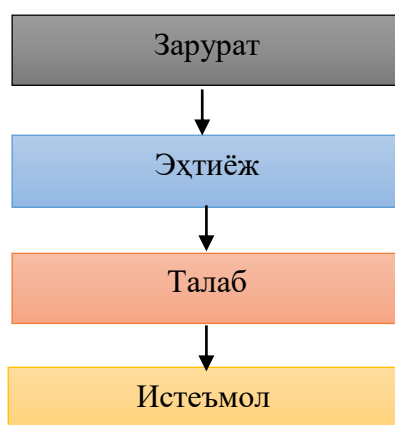 Зарурат
Эҳтиёж
Талаб
Истеъмол